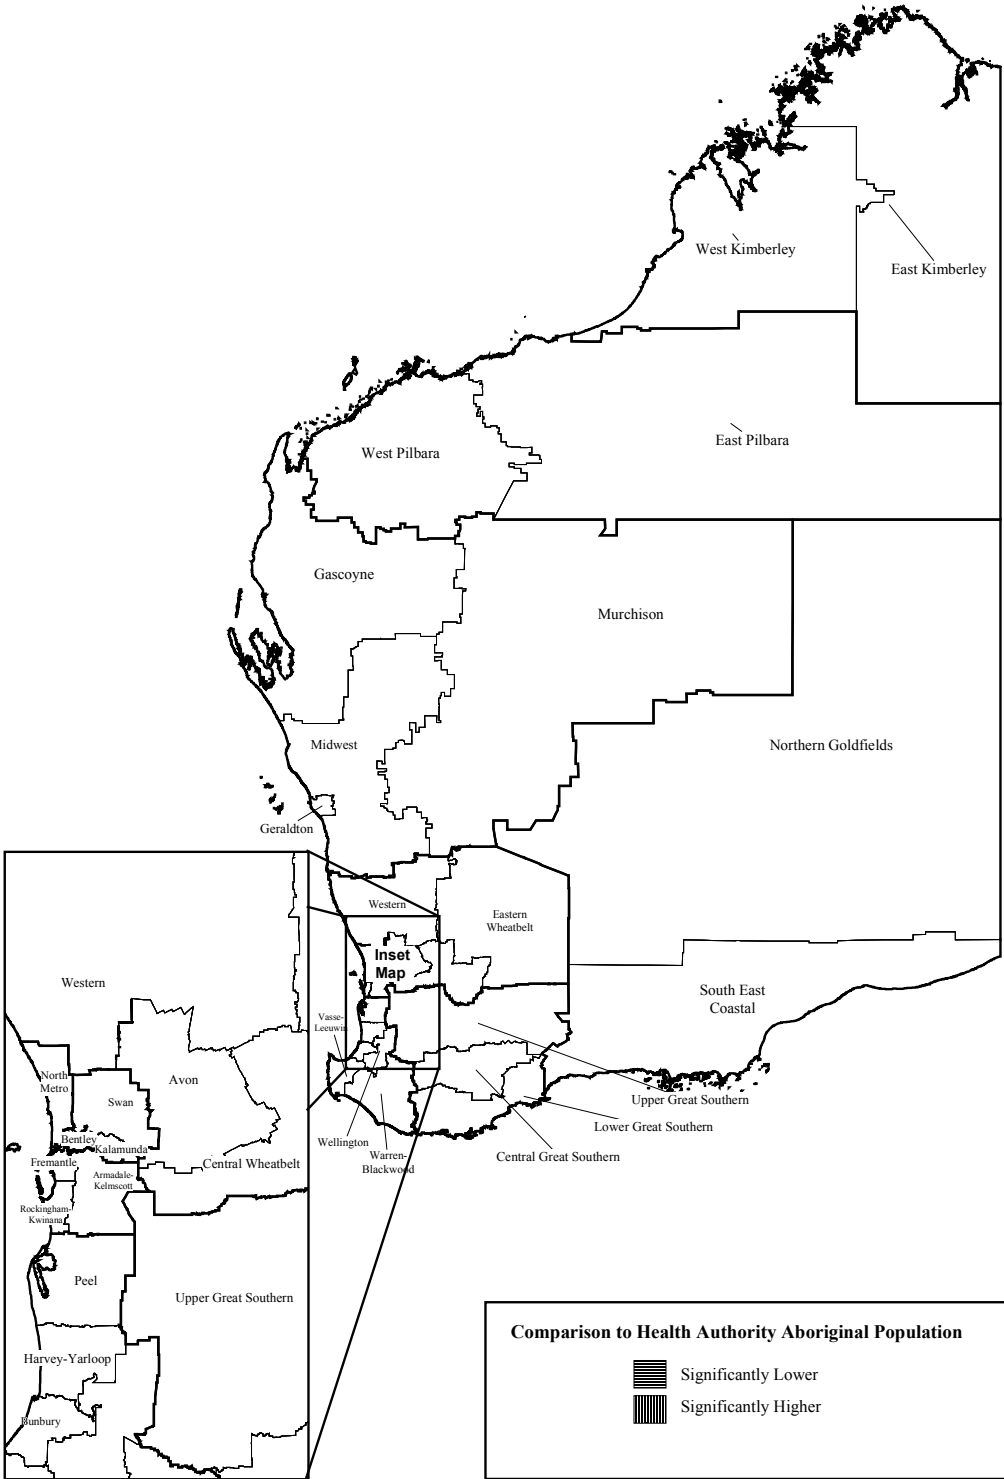 West Kimberley
East Kimberley
East Pilbara
West Pilbara
Gascoyne
Murchison
Midwest
Northern Goldfields
Geraldton
Western
Eastern
Wheatbelt
Inset
Map
South East
Coastal
Vasse-
Leeuwin
Upper Great Southern
Lower Great Southern
Central Great Southern
Wellington
Warren-
Blackwood
Western
North
Metro
Avon
Swan
Bentley
Kalamunda
Fremantle
Central Wheatbelt
Armadale-
Kelmscott
Rockingham-
Kwinana
Peel
Upper Great Southern
Harvey-Yarloop
Bunbury
Comparison to Health Authority Aboriginal Population
Significantly Lower
Significantly Higher